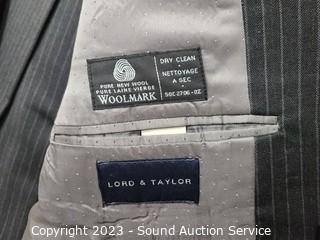 PURE NEW WOOL
PURE LAINE VIERGE
WOOLMARK
DRY CLEAN
•
NETTOYAGE
A SEC
•
LORD & TAYLOR
Copyright 2023 - Sound Auction Service